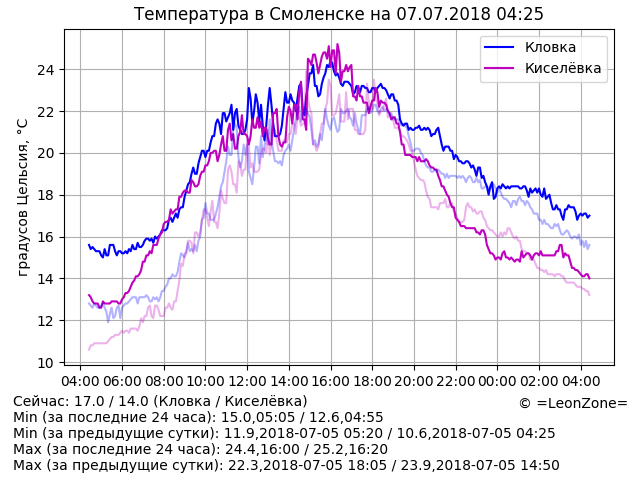 Температура в Смоленске на 07.07.2018 04:25
Кловка
Киселёвка
градусов Цельсия, °C
24
22
20
18
16
14
12
10
04:00 06:00 08:00 10:00 12:00 14:00 16:00 18:00 20:00 22:00 00:00 02:00 04:00
Сейчас: 17.0 / 14.0 (Кловка / Киселёвка)
© =LeonZone=
Min (за последние 24 часа): 15.0,05:05 / 12.6,04:55
Min (за предыдущие сутки): 11.9,2018-07-05 05:20 / 10.6,2018-07-05 04:25
Max (за последние 24 часа): 24.4,16:00 / 25.2,16:20
Max (за предыдущие сутки): 22.3,2018-07-05 18:05 / 23.9,2018-07-05 14:50